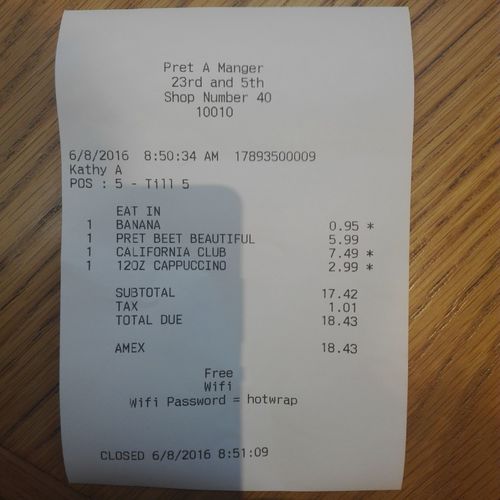 Pret A Manger
23rd and 5th
Shop Number 40
10010
6/8/2016 8:50:34 AM 17893500009
Kathy A
POS : 5 - Till 5
EAT IN
1 BANANA 0.95 *
1 PRET BEET BEAUTIFUL 5.99
1 CALIFORNIA CLUB 7.49 *
1 12OZ CAPPUCCINO 2.99 *
SUBTOTAL 17.42
TAX 1.01
TOTAL DUE 18.43
AMEX 18.43
Free
Wifi
Wifi Password = hotwrap
CLOSED 6/8/2016 8:51:09